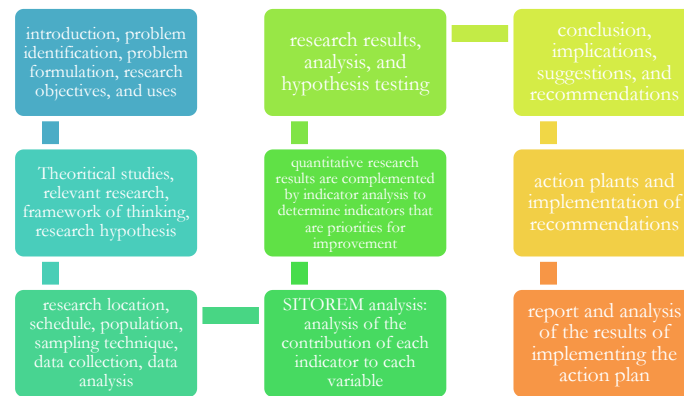 introduction, problem
identification, problem
formulation, research
objectives, and uses
Theoritical studies,
relevant research,
framework of thinking,
research hypothesis
research location,
schedule, population,
sampling technique,
data collection, data
analysis
SITOREM analysis:
analysis of the
contribution of each
indicator to cach
variable
quantitative research
results are complemented
by indicator analysis to
determine indicators that
are priorities for
improvement
research results,
analysis, and
hypothesis testing
conclusion,
implications,
suggestions, and
recommendations
action plants and
implementation of
recommendations
report and analysis
of the results of
implementing the
action plan